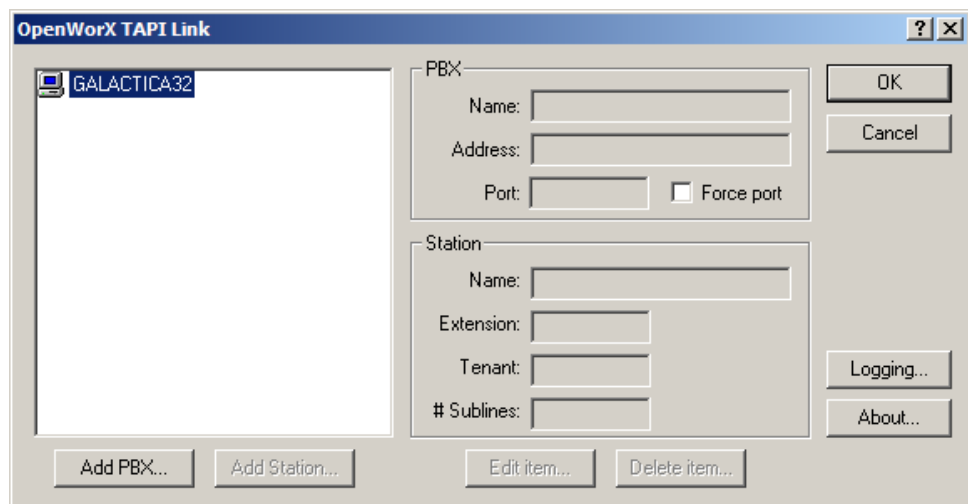 OpenWorX TAPI Link
GALACTICA32
PBX
Name:
Address:
Port:
Force port
OK
Cancel
Station
Name:
Extension:
Tenant:
# Sublines:
Logging...
About...
Add PBX...
Add Station...
Edit item...
Delete item...